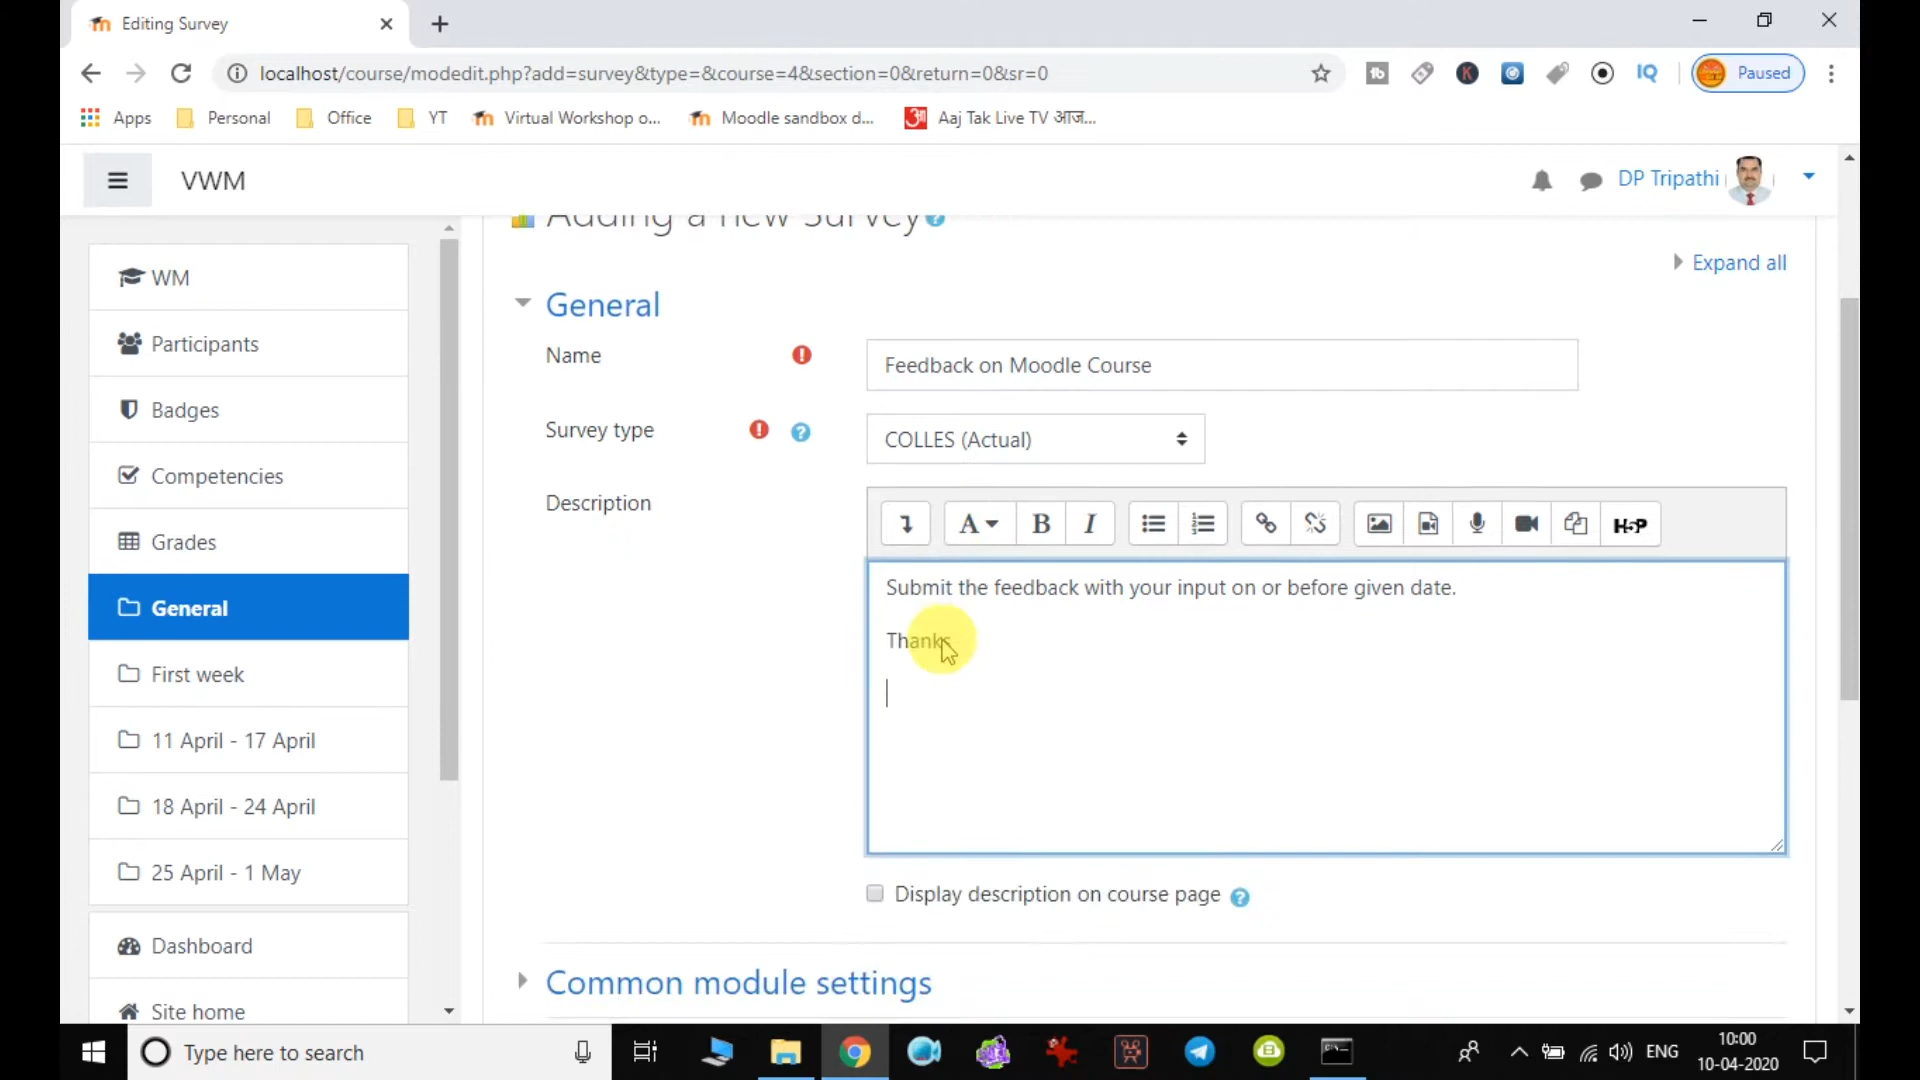 Editing Survey
localhost/course/modedit.php?add=survey&type=&course=4&section=0&return=0&sr=0
Paused
Apps
Personal
Office
YT
Virtual Workshop o...
Moodle sandbox d...
Aaj Tak Live TV आज...
VWM
DP Tripathi
Adding a new Survey
Expand all
WM
Participants
Badges
Competencies
Grades
General
First week
11 April - 17 April
18 April - 24 April
25 April - 1 May
Dashboard
Site home
General
Name
Feedback on Moodle Course
Survey type
COLLES (Actual)
Description
A B I H5P
Submit the feedback with your input on or before given date.
Thanks
Display description on course page
Common module settings
Type here to search
ENG
10:00
10-04-2020